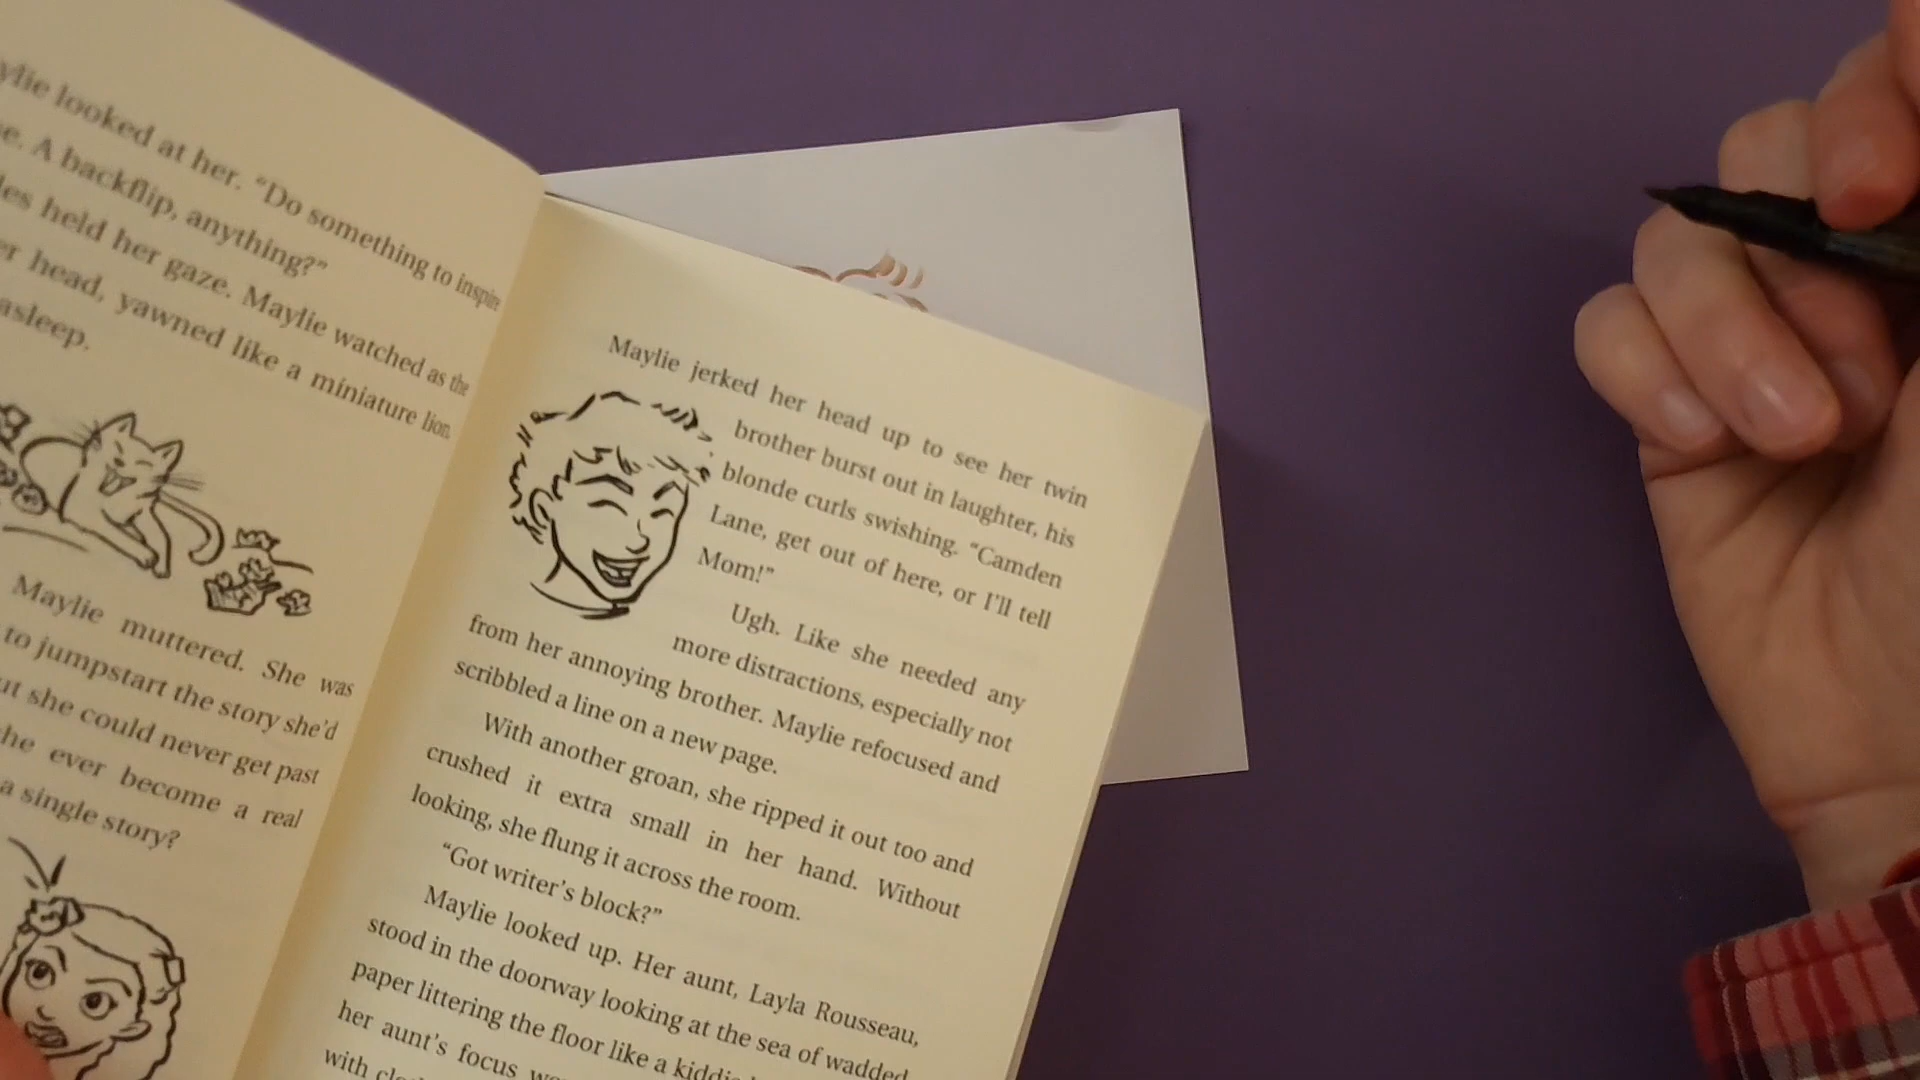 ylie looked at her. “Do something to inspire
e. A backflip, anything?”
les held her gaze. Maylie watched as the
er head, yawned like a miniature lion
asleep.
Maylie muttered. She was
to jumpstart the story she’d
ut she could never get past
he ever become a real
a single story?
Maylie jerked her head up to see her twin
brother burst out in laughter, his
blonde curls swishing. “Camden
Lane, get out of here, or I’ll tell
Mom!”
Ugh. Like she needed any
more distractions, especially not
from her annoying brother. Maylie refocused and
scribbled a line on a new page.
With another groan, she ripped it out too and
crushed it extra small in her hand. Without
looking, she flung it across the room.
“Got writer’s block?”
Maylie looked up. Her aunt, Layla Rousseau,
stood in the doorway looking at the sea of wadded
paper littering the floor like a kiddie
her aunt’s focus
with